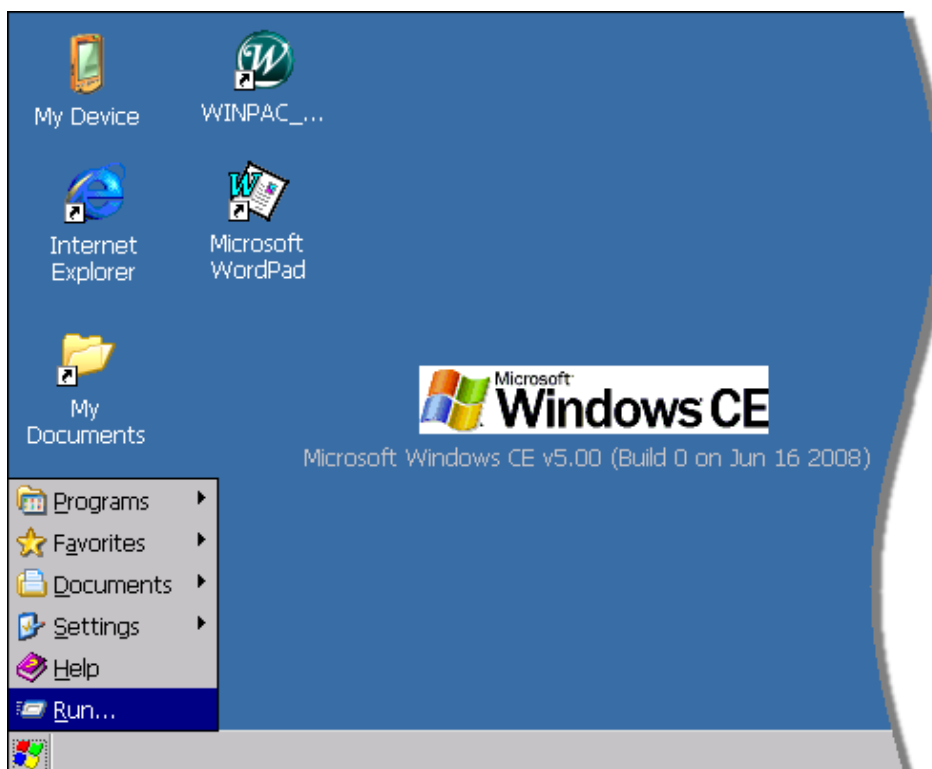 My Device
WINPAC_...
Internet
Explorer
Microsoft
WordPad
My
Documents
Microsoft
Windows CE
Microsoft Windows CE v5.00 (Build 0 on Jun 16 2008)
Programs
Favorites
Documents
Settings
Help
Run...